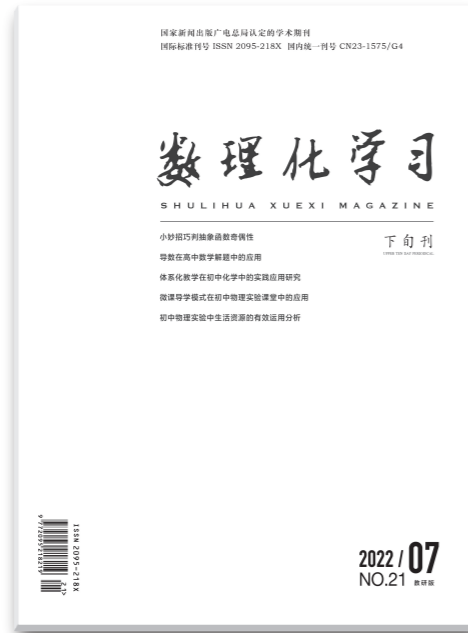 国家新闻出版广电总局认定的学术期刊
国际标准刊号 ISSN 2095-218X 国内统一刊号 CN23-1575/G4
数理化学习
SHULIHUA XUEXI MAGAZINE
小妙招巧判抽象函数奇偶性
导数在高中数学解题中的应用
体系化教学在初中化学中的实践应用研究
微课导学模式在初中物理实验课堂中的应用
初中物理实验中生活资源的有效运用分析
下旬刊
ISSN 2095-218X
9 772095 218219
21>
2022 / 07
NO.21 教研版